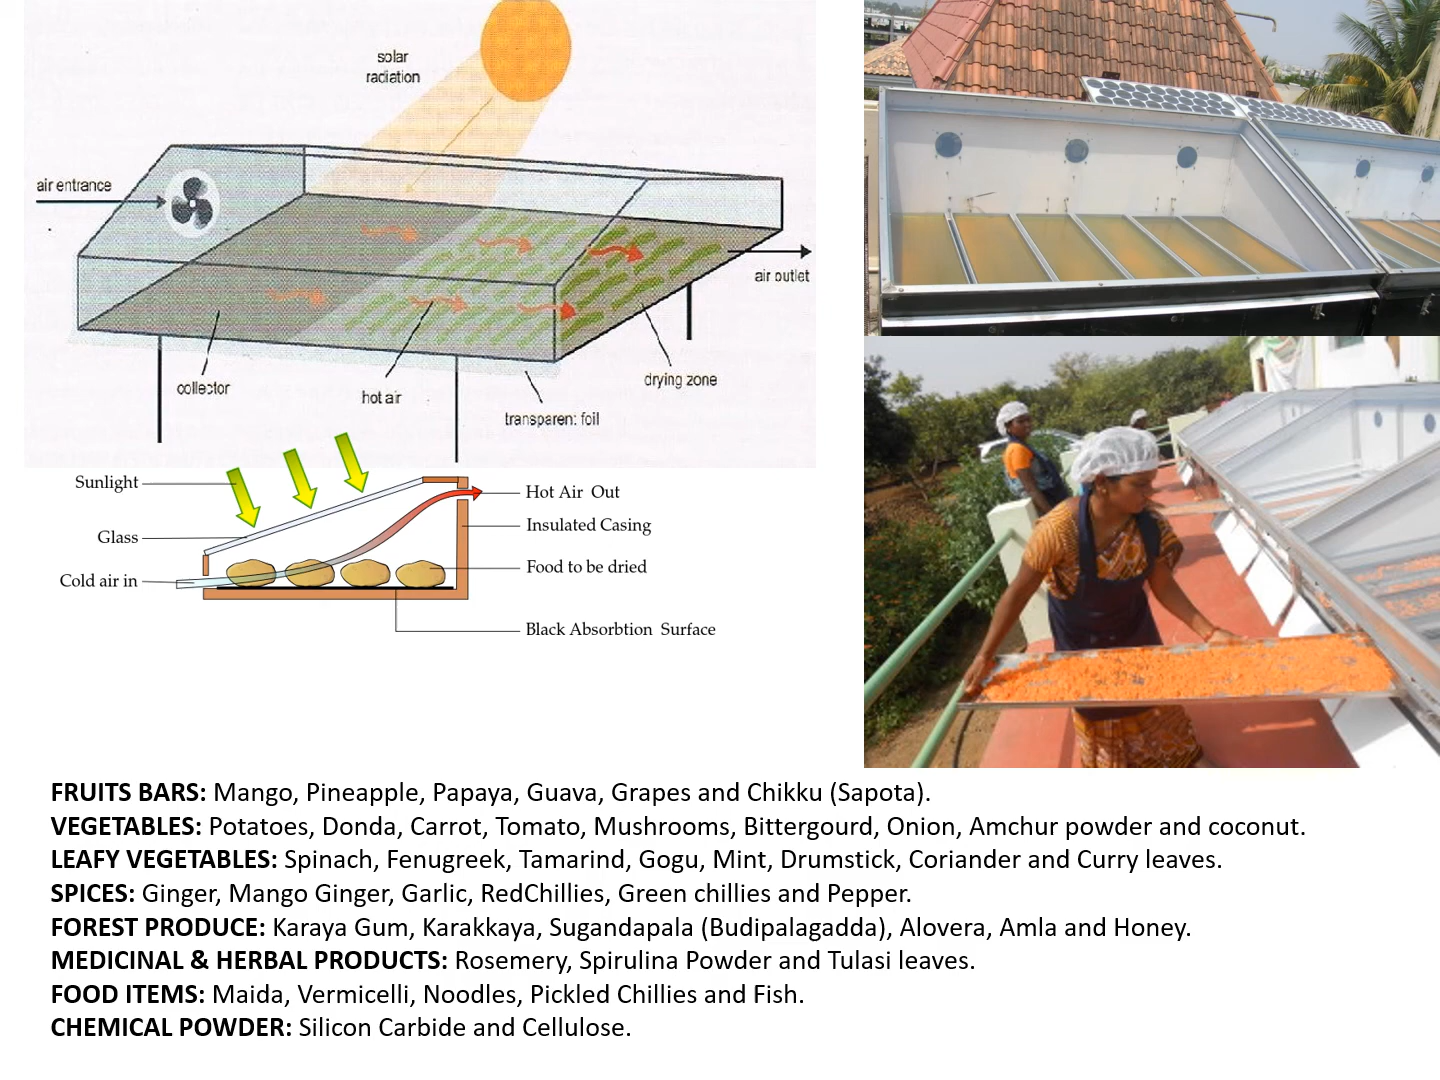 solar
radiation
air entrance
air outlet
collector
hot air
drying zone
transparen: foil
Sunlight
Glass
Cold air in
Hot Air Out
Insulated Casing
Food to be dried
Black Absorbtion Surface
FRUITS BARS: Mango, Pineapple, Papaya, Guava, Grapes and Chikku (Sapota).
VEGETABLES: Potatoes, Donda, Carrot, Tomato, Mushrooms, Bittergourd, Onion, Amchur powder and coconut.
LEAFY VEGETABLES: Spinach, Fenugreek, Tamarind, Gogu, Mint, Drumstick, Coriander and Curry leaves.
SPICES: Ginger, Mango Ginger, Garlic, RedChillies, Green chillies and Pepper.
FOREST PRODUCE: Karaya Gum, Karakkaya, Sugandapala (Budipalagadda), Alovera, Amla and Honey.
MEDICINAL & HERBAL PRODUCTS: Rosemery, Spirulina Powder and Tulasi leaves.
FOOD ITEMS: Maida, Vermicelli, Noodles, Pickled Chillies and Fish.
CHEMICAL POWDER: Silicon Carbide and Cellulose.